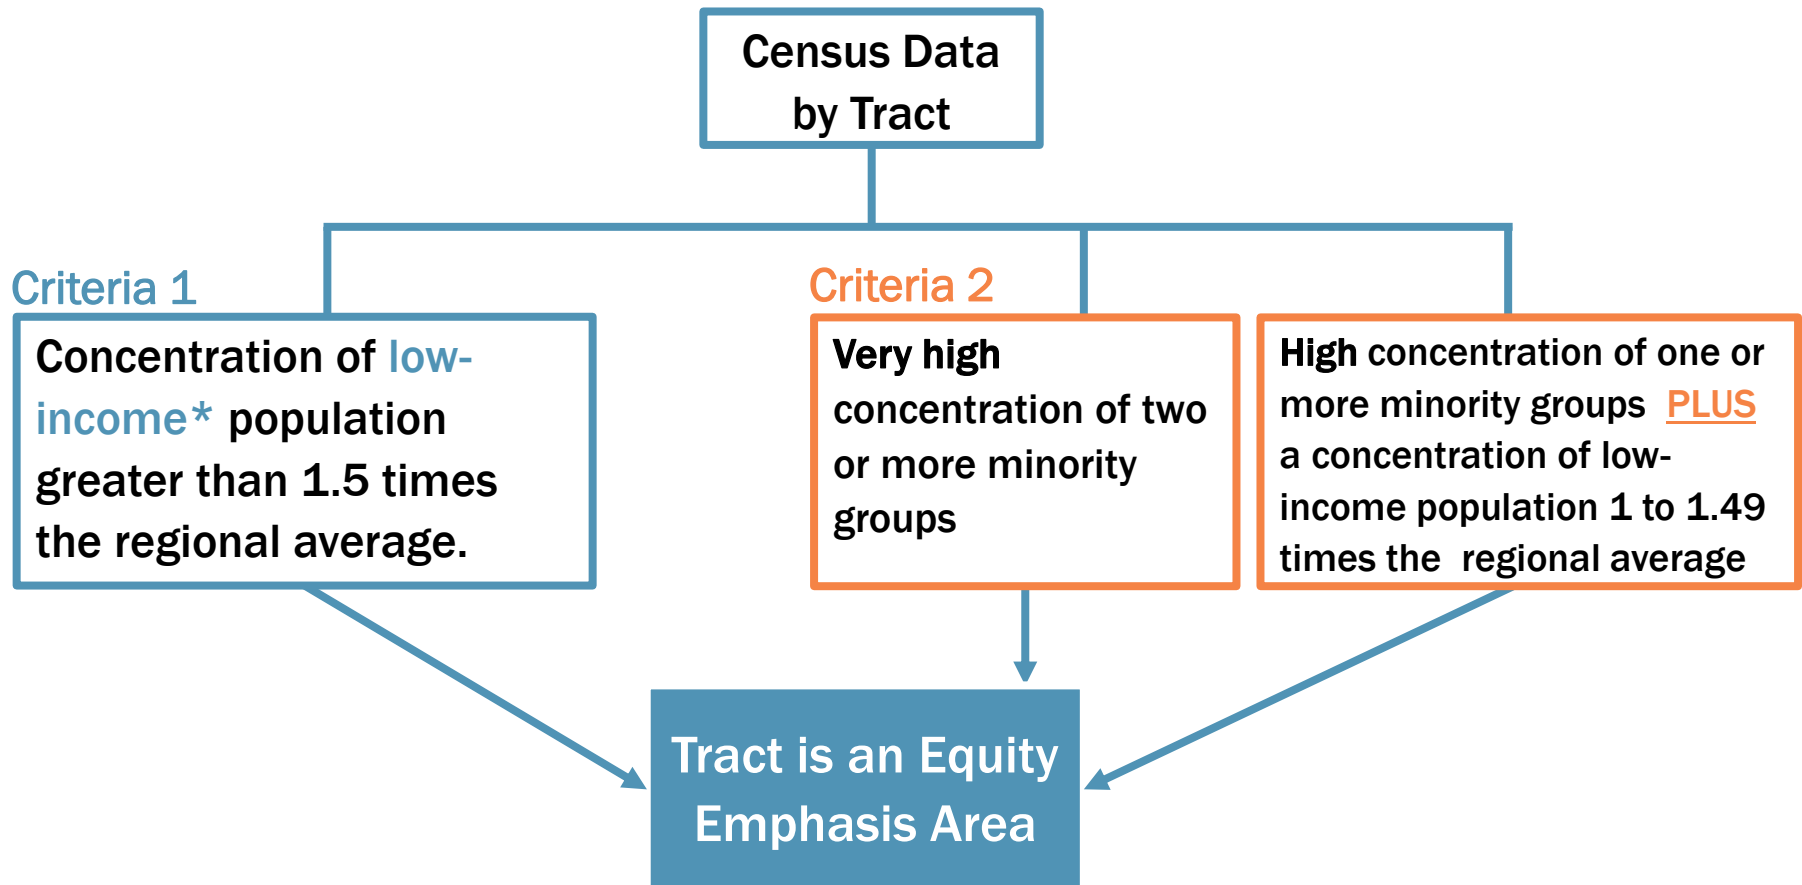 Census Data
by Tract
Criteria 1
Concentration of low-
income* population
greater than 1.5 times
the regional average.
Criteria 2
Very high
concentration of two
or more minority
groups
High concentration of one or
more minority groups PLUS
a concentration of low-
income population 1 to 1.49
times the regional average
Tract is an Equity
Emphasis Area